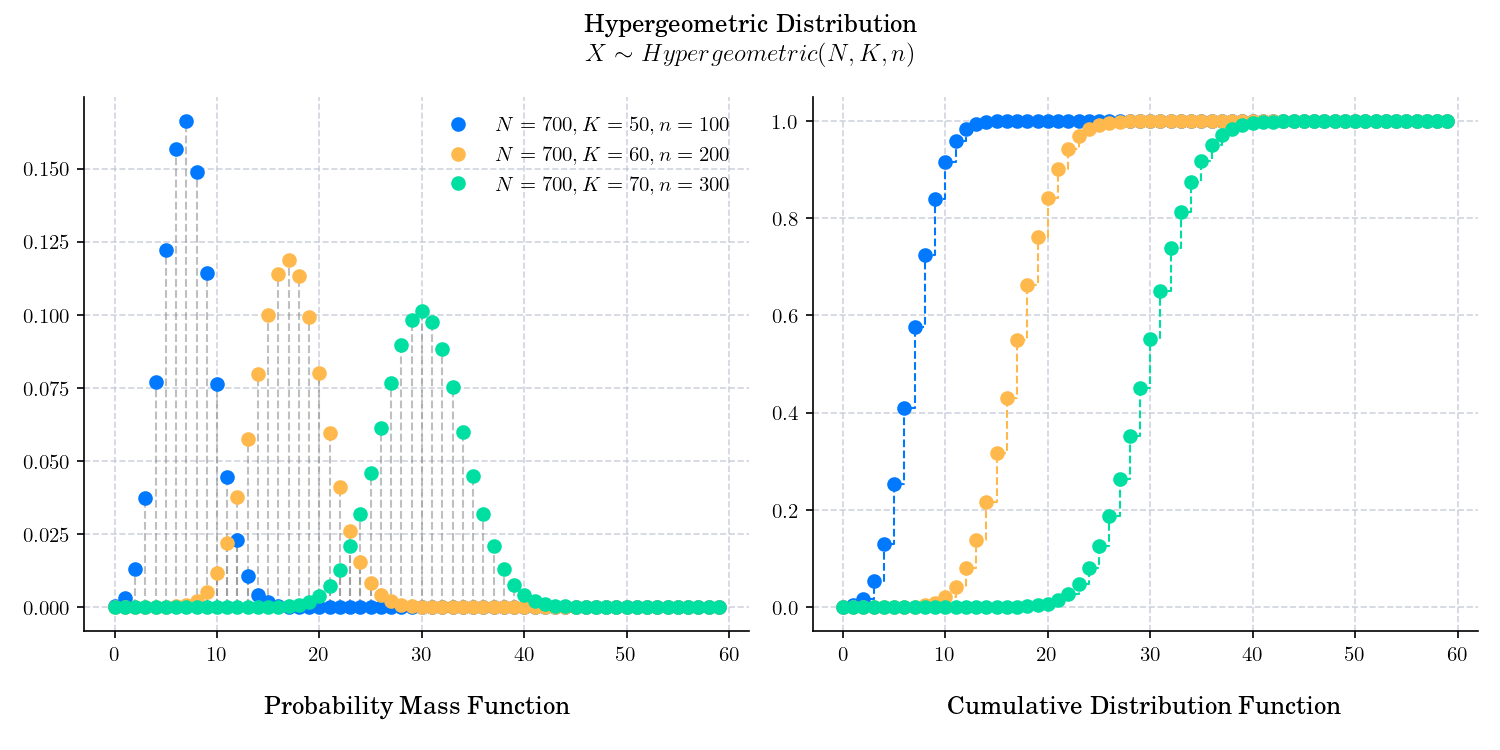 Hypergeometric Distribution
X ∼ Hypergeometric(N, K, n)
N = 700, K = 50, n = 100
N = 700, K = 60, n = 200
N = 700, K = 70, n = 300
0.150
0.125
0.100
0.075
0.050
0.025
0.000
0 10 20 30 40 50 60
Probability Mass Function
1.0
0.8
0.6
0.4
0.2
0.0
0 10 20 30 40 50 60
Cumulative Distribution Function